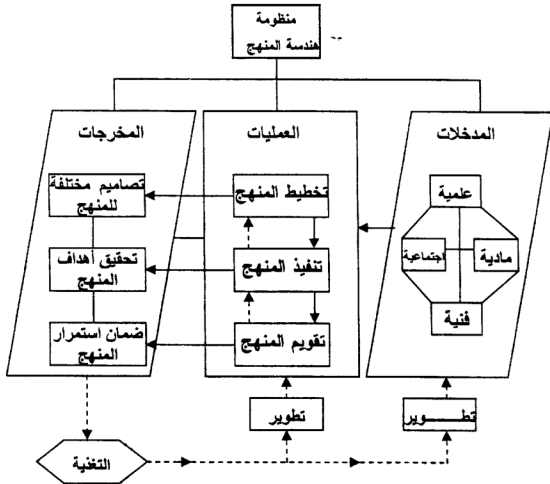 منظومة
هندسة المنهج
المدخلات
علمية
مادية
اجتماعية
فنية
العمليات
تخطيط المنهج
تنفيذ المنهج
تقويم المنهج
المخرجات
تصاميم مختلفة
للمنهج
تحقيق أهداف
المنهج
ضمان استمرار
المنهج
تطـــــوير
تطوير
التغذية